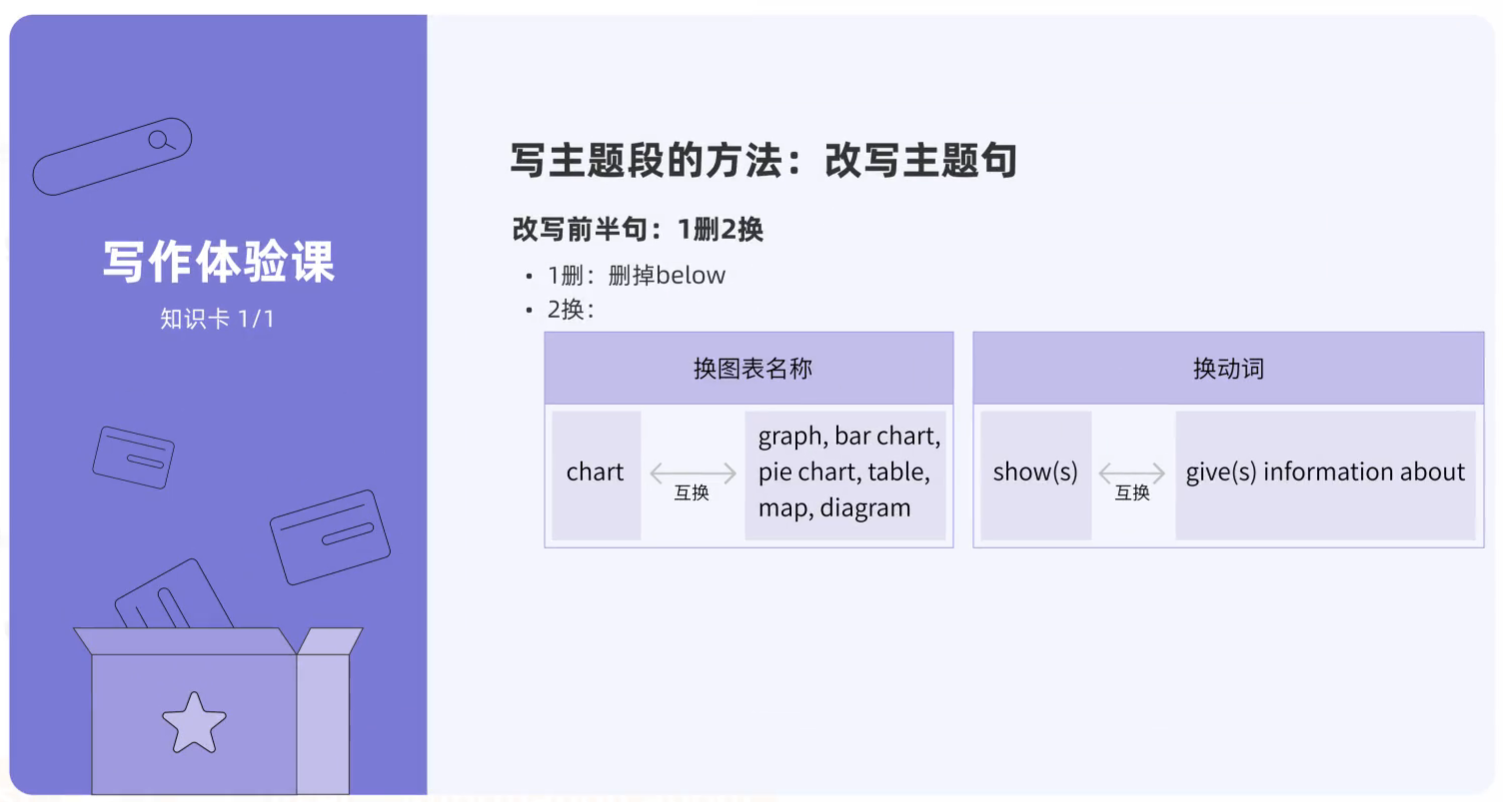 写作体验课
知识卡 1/1
写主题段的方法：改写主题句
改写前半句：1删2换
• 1删：删掉below
• 2换：
换图表名称
chart
互换
graph, bar chart,
pie chart, table,
map, diagram
换动词
show(s)
互换
give(s) information about